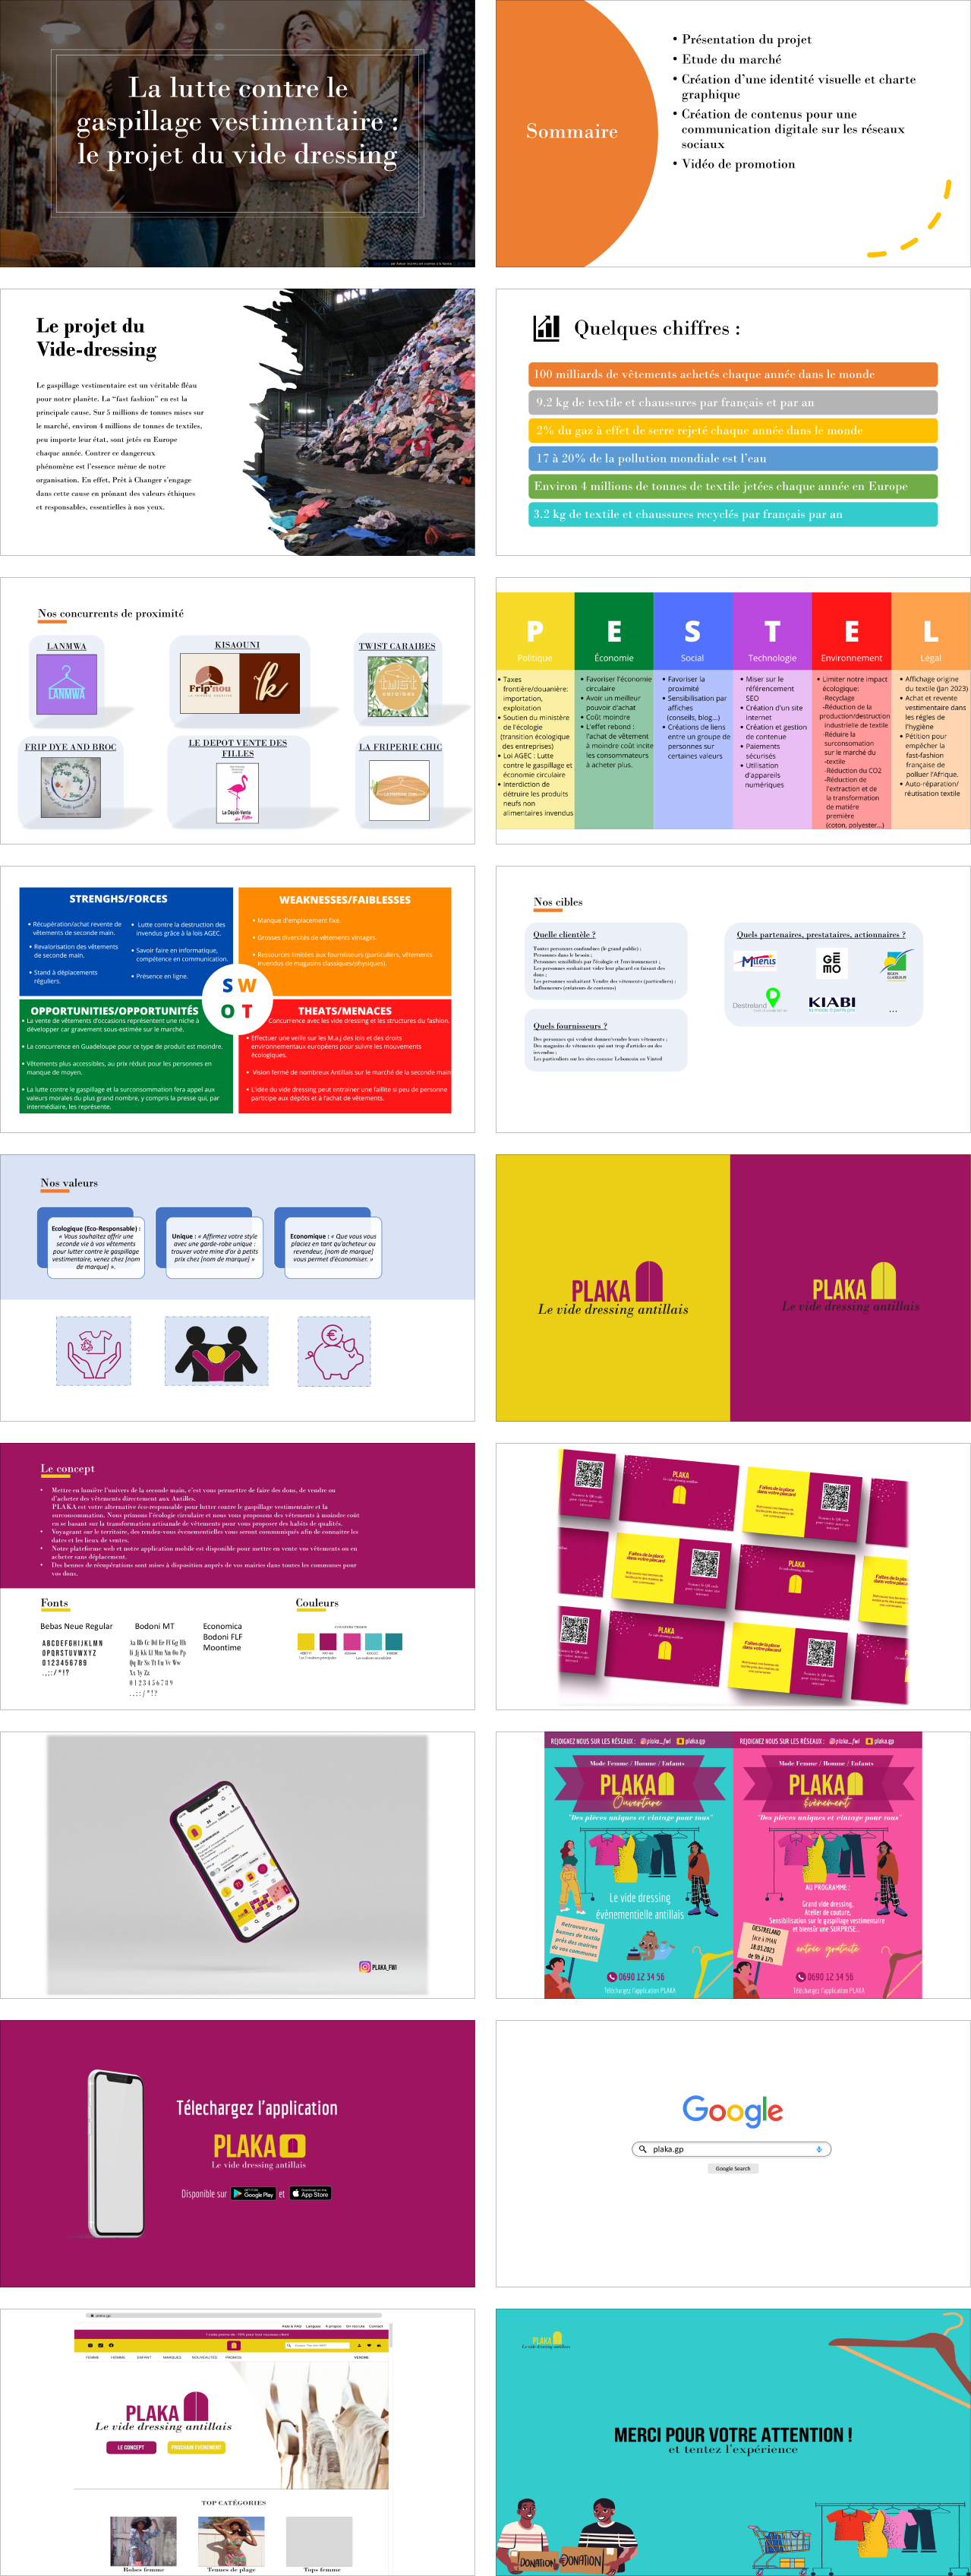 La lutte contre le
gaspillage vestimentaire :
le projet du vide dressing
Sommaire
• Présentation du projet
• Etude du marché
• Création d'une identité visuelle et charte
graphique
• Création de contenus pour une
communication digitale sur les réseaux
sociaux
• Vidéo de promotion
Le projet du
Vide-dressing
Le gaspillage vestimentaire est un véritable fléau
pour notre planète. La "fast fashion" en est la
principale cause. Sur 5 millions de tonnes mises sur
le marché, environ 4 millions de tonnes de textiles,
peu importe leur état, sont jetés en Europe
chaque année. Contrer ce dangereux
phénomène est l'essence même de notre
organisation. En effet, Prêt à Changer s'engage
dans cette cause en prônant des valeurs éthiques
et responsables, essentielles à nos yeux.
Quelques chiffres :
100 milliards de vêtements achetés chaque année dans le monde
9.2 kg de textile et chaussures par français et par an
2% du gaz à effet de serre rejeté chaque année dans le monde
17 à 20% de la pollution mondiale est l'eau
Environ 4 millions de tonnes de textile jetées chaque année en Europe
3.2 kg de textile et chaussures recyclés par français par an
Nos concurrents de proximité
LANMWA
KISAOUNI
TWIST CARAIBES
LANMWA
Frip'nou
twist
caraïbes
FRIP DYE AND BROC
LE DEPOT VENTE DES
FILLES
LA FRIPERIE CHIC
Le Dépôt-Vente
des Filles
P E S T E L
Politique
Économie
Social
Technologie
Environnement
Légal
• Taxes
frontière/douanière:
importation,
exploitation
• Soutien du ministère
de l'écologie
(transition écologique
des entreprises)
• Loi AGEC : Lutte
contre le gaspillage et
économie circulaire
• Interdiction de
détruire les produits
neufs non
alimentaires invendus
• Favoriser l'économie
circulaire
• Avoir un meilleur
pouvoir d'achat
• Coût moindre
• L'effet rebond :
l'achat de vêtement
à moindre coût incite
les consommateurs
à acheter plus.
• Favoriser la
proximité
• Sensibilisation par
affiches
(conseils, blog...)
• Créations de liens
entre un groupe de
personnes sur
certaines valeurs
• Miser sur le
référencement
SEO
• Création d'un site
internet
• Création et gestion
de contenue
• Paiements
sécurisés
• Utilisation
d'appareils
numériques
• Limiter notre impact
écologique:
-Recyclage
-Réduction de la
production/destruction
industrielle de textile
-Réduire la
surconsomation
sur le marché du
-textile
-Réduction du CO2
-Réduction de
l'extraction et de
la transformation
de matière
première
(coton, polyester...)
• Affichage origine
du textile (Jan 2023)
• Achat et revente
vestimentaire dans
les règles de
l'hygiène
• Pétition pour
empêcher la
fast-fashion
française de
polluer l'Afrique.
• Auto-réparation/
réutisation textile
STRENGHS/FORCES
• Récupération/achat revente de
vêtements de seconde main.
• Revalorisation des vêtements
de seconde main.
• Stand à déplacements
réguliers.
• Lutte contre la destruction des
invendus grâce à la lois AGEC.
• Savoir faire en informatique,
compétence en communication.
• Présence en ligne.
WEAKNESSES/FAIBLESSES
• Manque d'emplacement fixe.
• Grosses diversités de vêtements vintages.
• Ressources limitées aux fournisseurs (particuliers, vêtements
invendus de magasins classiques/physiques).
S W
O T
OPPORTUNITIES/OPPORTUNITÉS
• La vente de vêtements d'occasions représentent une niche à
développer car gravement sous-estimée sur le marché.
• La concurrence en Guadeloupe pour ce type de produit est moindre.
• Vêtements plus accessibles, au prix réduit pour les personnes en
manque de moyen.
• La lutte contre le gaspillage et la surconsommation fera appel aux
valeurs morales du plus grand nombre, y compris la presse qui, par
intermédiaire, les représente.
THEATS/MENACES
Concurrence avec les vide dressing et les structures du fashion.
• Effectuer une veille sur les M.a.j des lois et des droits
environnementaux européens pour suivre les mouvements
écologiques.
• Vision fermé de nombreux Antillais sur le marché de la seconde main
• L'idée du vide dressing peut entrainer une faillite si peu de personne
participe aux dépôts et à l'achat de vêtements.
Nos cibles
Quelle clientèle ?
Toutes personnes confondues (le grand public) ;
Personnes dans le besoin ;
Personnes sensibilisés par l'écologie et l'environnement ;
Les personnes souhaitant vider leur placard en faisant des
dons ;
Les personnes souhaitant Vendre des vêtements (particuliers) ;
Influenceurs (créateurs de contenus)
Quels fournisseurs ?
Des personnes qui veulent donner/vendre leurs vêtements ;
Des magasins de vêtements qui ont trop d'articles ou des
invendus ;
Les particuliers sur les sites comme Leboncoin ou Vinted
Quels partenaires, prestataires, actionnaires ?
Milenis
GÉMO
Destreland
KIABI
la mode à petits prix
...
Nos valeurs
Ecologique (Eco-Responsable) :
« Vous souhaitez offrir une
seconde vie à vos vêtements
pour lutter contre le gaspillage
vestimentaire, venez chez [nom
de marque] ».
Unique : « Affirmez votre style
avec une garde-robe unique :
trouver votre mine d'or à petits
prix chez [nom de marque] »
Economique : « Que vous vous
placiez en tant qu'acheteur ou
revendeur, [nom de marque]
vous permet d'économiser. »
PLAKA
Le vide dressing antillais
PLAKA
Le vide dressing antillais
Le concept
• Mettre en lumière l'univers de la seconde main, c'est vous permettre de faire des dons, de vendre ou
d'acheter des vêtements directement aux Antilles.
PLAKA est votre alternative éco-responsable pour lutter contre le gaspillage vestimentaire et la
surconsommation. Nous prônons l'écologie circulaire et nous vous proposons des vêtements à moindre coût
en se basant sur la transformation artisanale de vêtements pour vous proposer des habits de qualités.
• Voyageant sur le territoire, des rendez-vous évenementielles vous seront communiqués afin de connaitre les
dates et les lieux de ventes.
• Notre plateforme web et notre application mobile est disponible pour mettre en vente vos vêtements ou en
acheter sans déplacement.
• Des bennes de récupérations sont mises à disposition auprès de vos mairies dans toutes les communes pour
vos dons.
Fonts
Couleurs
Bebas Neue Regular
ABCDEFGHIJKLMN
OPQRSTUVWXYZ
0123456789
Bodoni MT
Aa Bb Cc Dd Ee Ff Gg Hh
Ii Jj Kk Ll Mm Nn Oo Pp
Qq Rr Ss Tt Uu Vv Ww
Xx Yy Zz
0123456789
Economica
Bodoni FLF
Moontime
PLAKA
Faites de la place
dans votre placard
PLAKA
Faites de la place
dans votre placard
PLAKA
Faites de la place
dans votre placard
PLAKA_FWI
REJOIGNEZ NOUS SUR LES RÉSEAUX : plaka_fwi plaka.gp
Mode Femme / Homme / Enfants
PLAKA
Ouverture
"Des pièces uniques et vintage pour tous"
Le vide dressing
évènementielle antillais
Retrouvez nos
bennes de textile
près des mairies
de vos communes
0690 12 34 56
Téléchargez l'application PLAKA
REJOIGNEZ NOUS SUR LES RÉSEAUX : plaka_fwi plaka.gp
Mode Femme / Homme / Enfants
PLAKA
évènement
"Des pièces uniques et vintage pour tous"
AU PROGRAMME :
Grand vide dressing,
Atelier de couture,
Sensibilisation sur le gaspillage vestimentaire
et biensûr une SURPRISE...
entrée gratuite
DESTRELAND
18.03.2023
de 9h à 17h
0690 12 34 56
Téléchargez l'application PLAKA
Télechargez l'application
PLAKA
Le vide dressing antillais
Disponible sur Google Play et App Store
Google
plaka.gp
Google Search
plaka.gp
FEMME HOMME ENFANT MARQUES NOUVEAUTÉS PROMOS VENDRE
PLAKA
Le vide dressing antillais
LE CONCEPT PROCHAIN EVENEMENT
TOP CATÉGORIES
Robes femme
Tenues de plage
Tops femme
PLAKA
Le vide dressing antillais
MERCI POUR VOTRE ATTENTION !
et tentez l'expérience
DONATION
DONATION